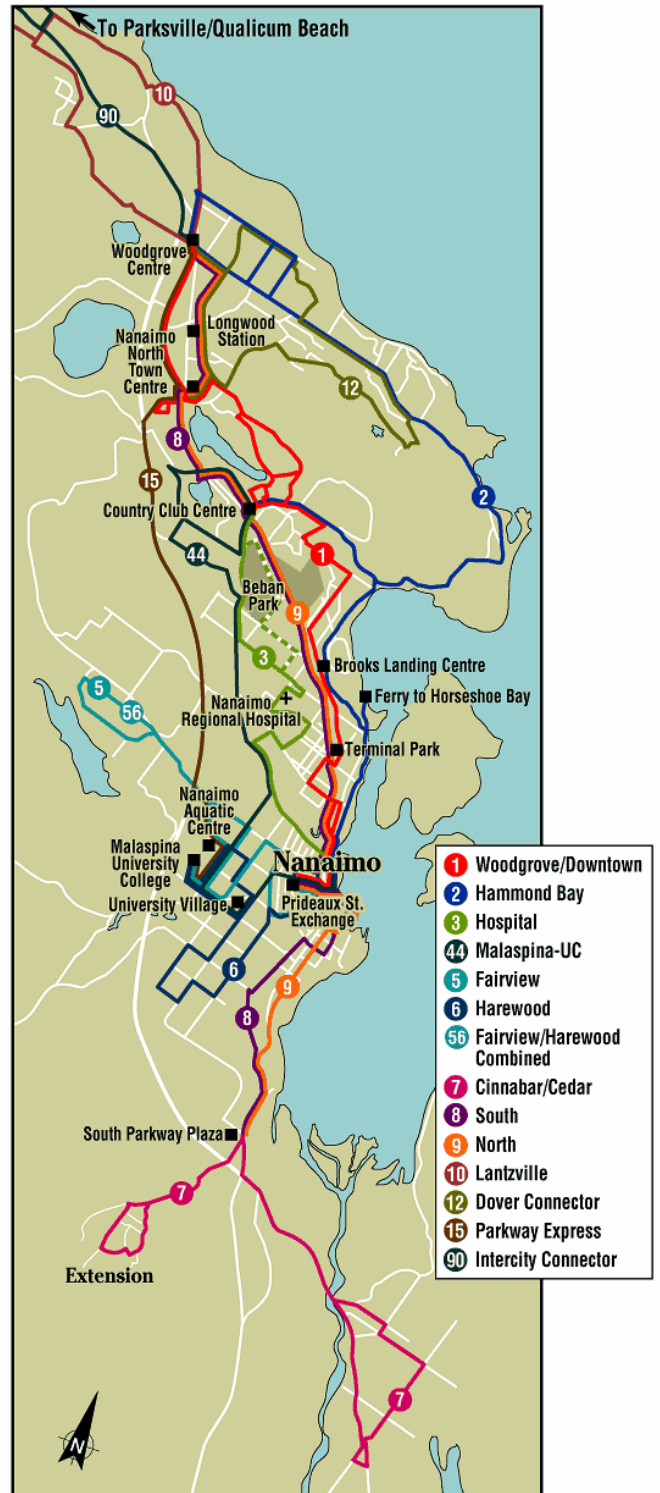 To Parksville/Qualicum Beach
10
90
Woodgrove
Centre
Longwood
Station
Nanaimo
North
Town
Centre
12
8
15
2
Country Club Centre
44
1
Beban
Park
9
3
Brooks Landing Centre
5
56
Nanaimo
Regional Hospital
Ferry to Horseshoe Bay
Terminal Park
Nanaimo
Aquatic
Centre
Malaspina
University
College
University Village
Nanaimo
Prideaux St.
Exchange
6
9
8
South Parkway Plaza
7
Extension
7
N
1 Woodgrove/Downtown
2 Hammond Bay
3 Hospital
44 Malaspina-UC
5 Fairview
6 Harewood
56 Fairview/Harewood
Combined
7 Cinnabar/Cedar
8 South
9 North
10 Lantzville
12 Dover Connector
15 Parkway Express
90 Intercity Connector